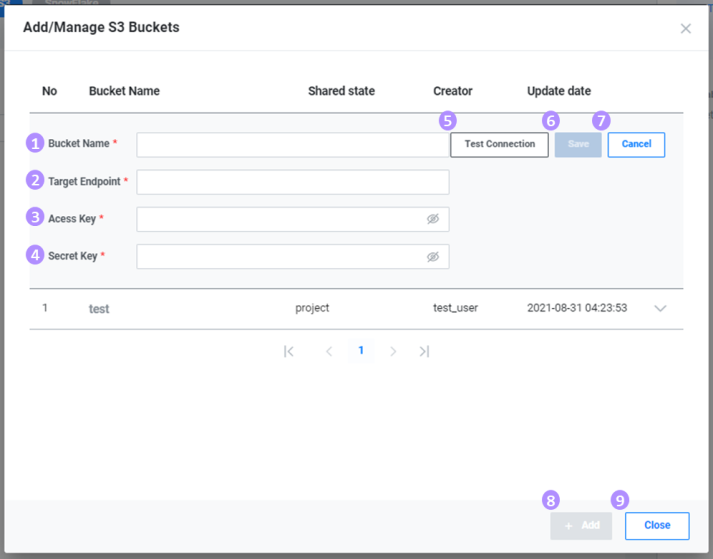 Snowflake
Add/Manage S3 Buckets
No Bucket Name Shared state Creator Update date
5 6 7
1 Bucket Name * Test Connection Save Cancel
2 Target Endpoint *
3 Acess Key *
4 Secret Key *
1 test project test_user 2021-08-31 04:23:53
1
8 9
+ Add Close